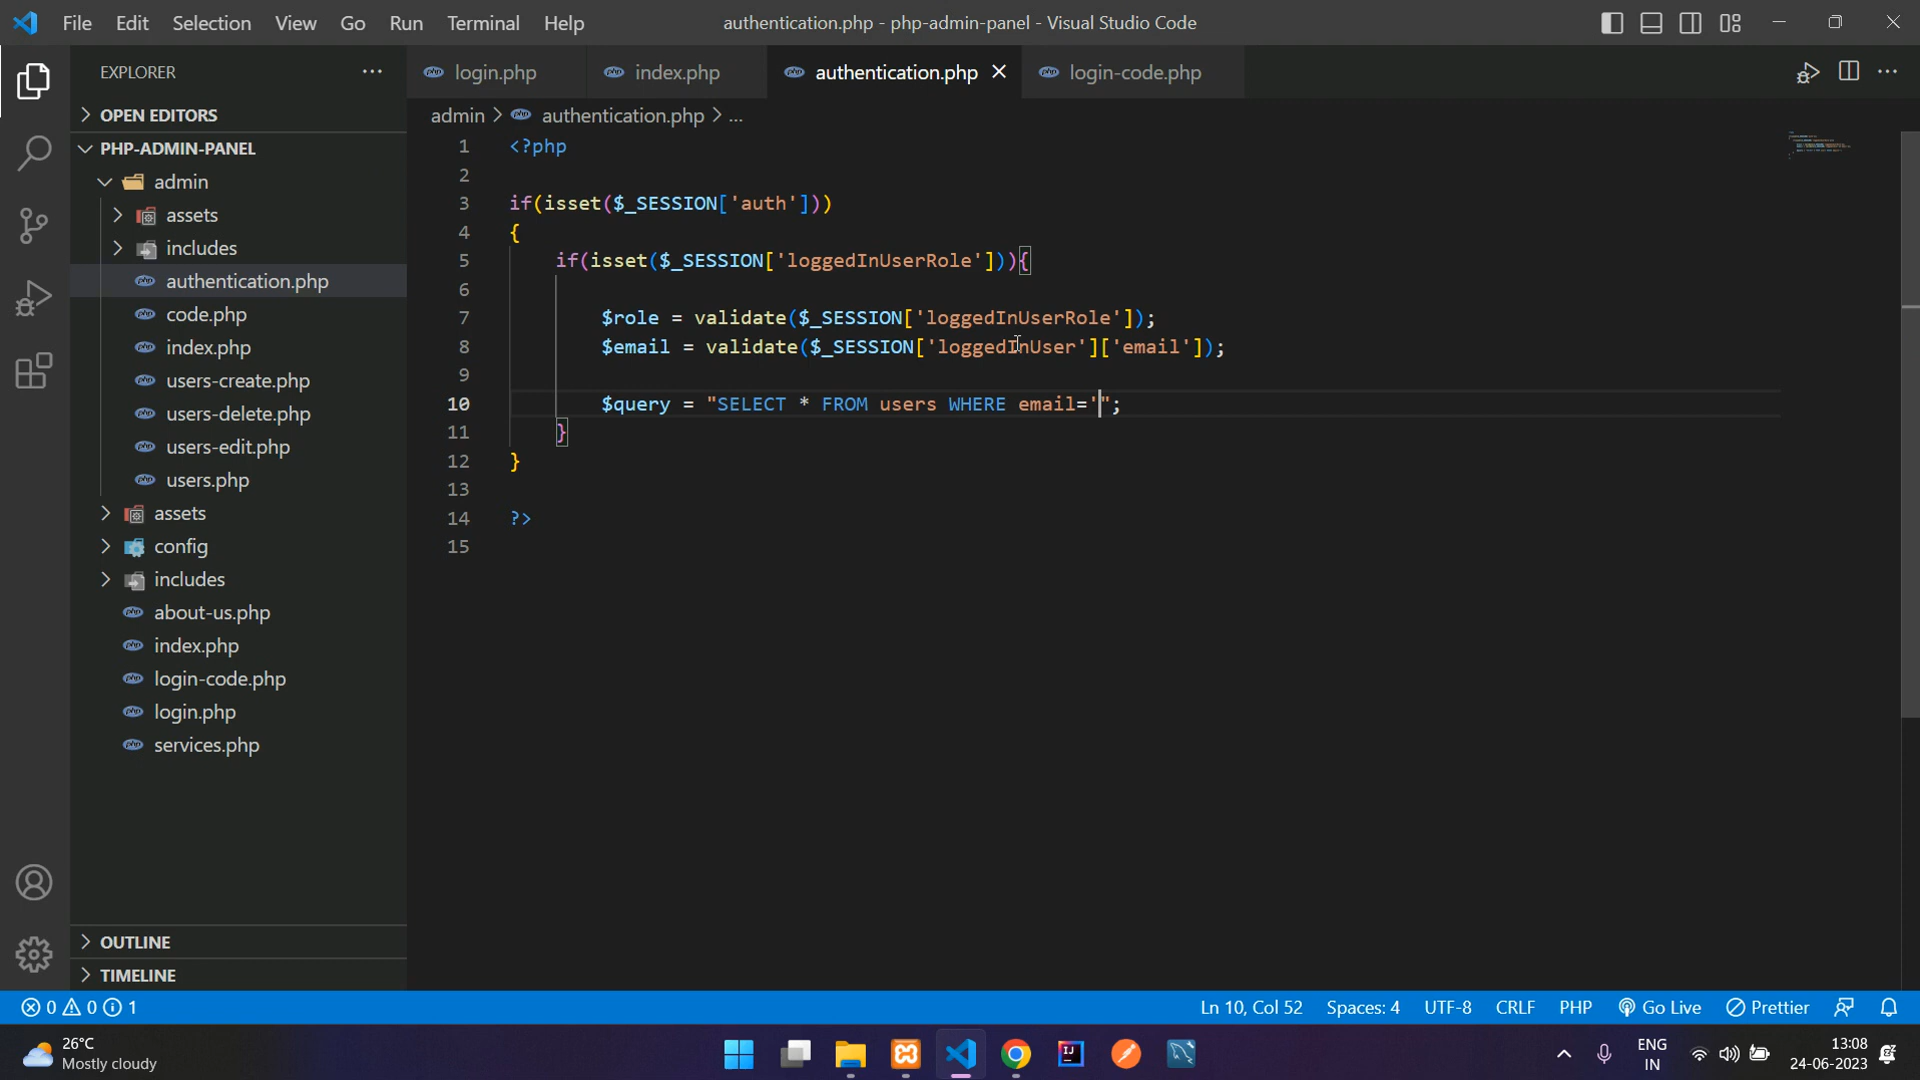 File Edit Selection View Go Run Terminal Help
authentication.php - php-admin-panel - Visual Studio Code
EXPLORER
OPEN EDITORS
PHP-ADMIN-PANEL
admin
assets
includes
authentication.php
code.php
index.php
users-create.php
users-delete.php
users-edit.php
users.php
assets
config
includes
about-us.php
index.php
login-code.php
login.php
services.php
OUTLINE
TIMELINE
login.php index.php authentication.php login-code.php
admin > authentication.php > ...
1 <?php
2
3 if(isset($_SESSION['auth']))
4 {
5 if(isset($_SESSION['loggedInUserRole'])){
6
7 $role = validate($_SESSION['loggedInUserRole']);
8 $email = validate($_SESSION['loggedInUser']['email']);
9
10 $query = "SELECT * FROM users WHERE email='";
11 }
12 }
13
14 ?>
15
0 0 1
Ln 10, Col 52 Spaces: 4 UTF-8 CRLF PHP Go Live Prettier
26°C
Mostly cloudy
ENG
IN
13:08
24-06-2023